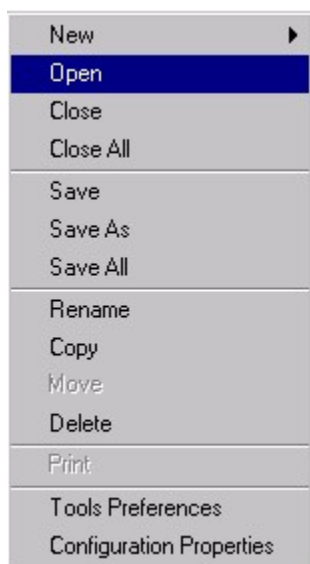 New
Open
Close
Close All
Save
Save As
Save All
Rename
Copy
Move
Delete
Print
Tools Preferences
Configuration Properties